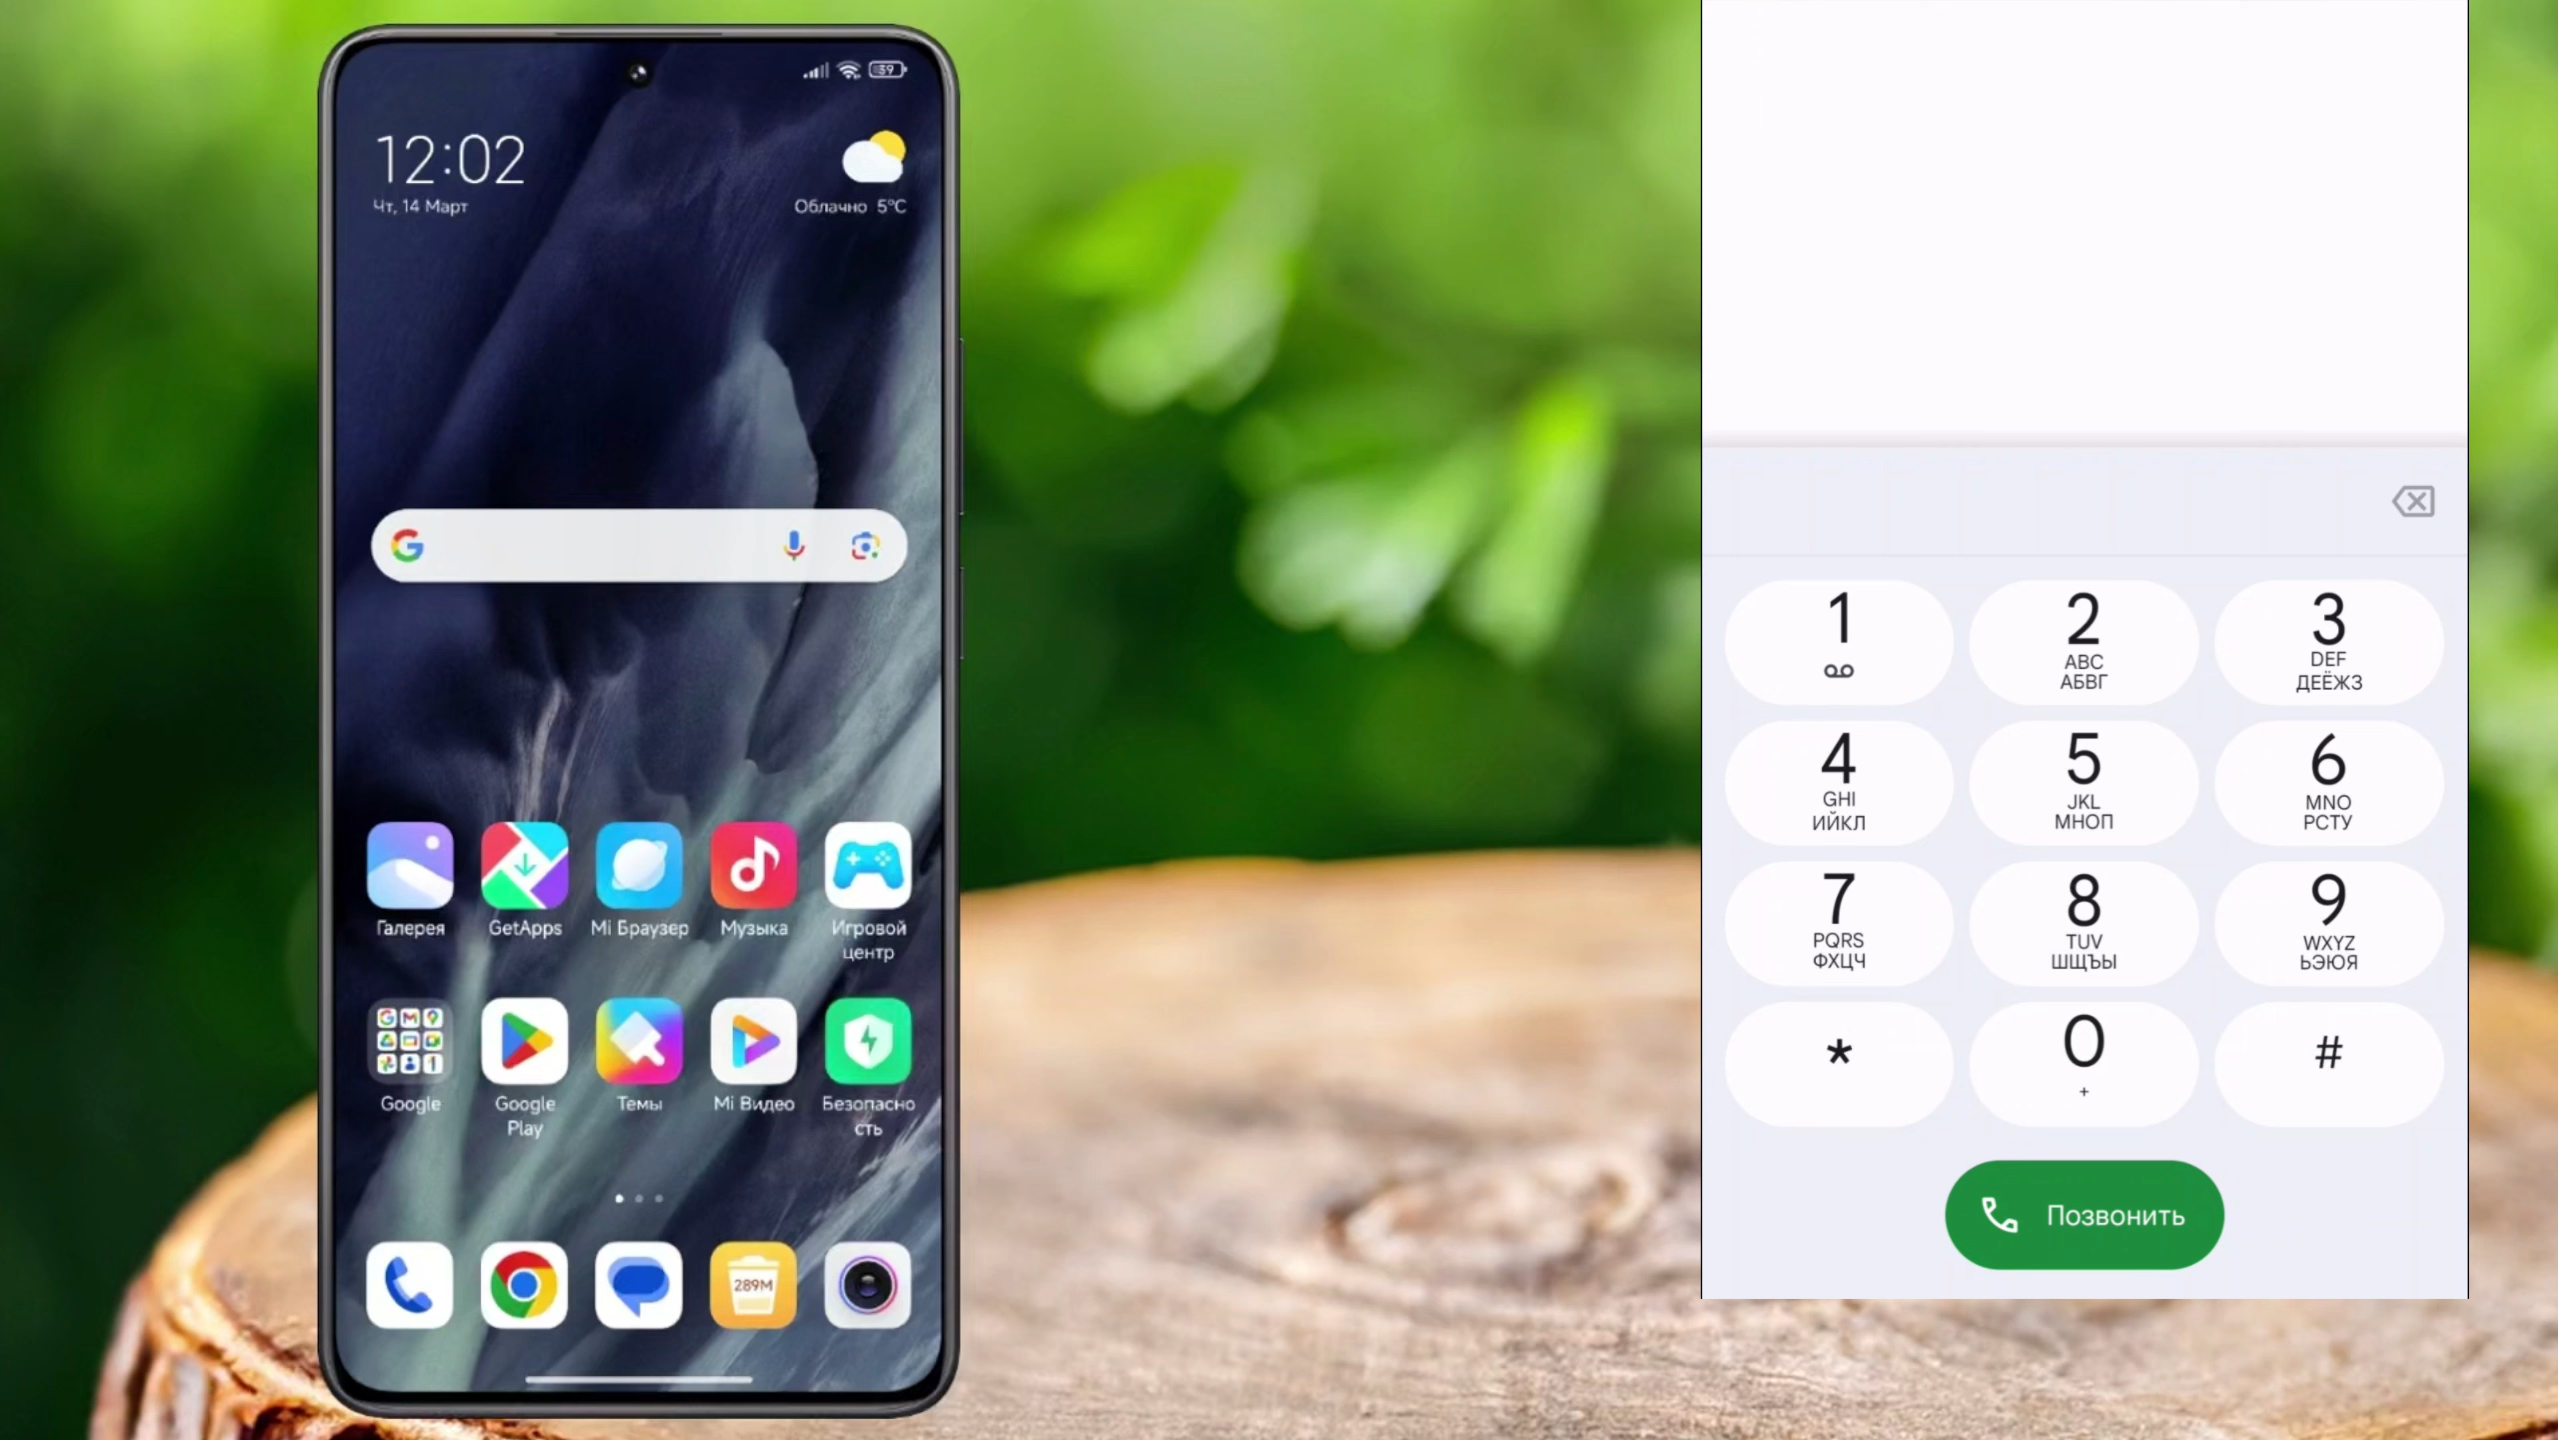 59
12:02
Чт, 14 Март
Облачно 5°C
Галерея
GetApps
Mi Браузер
Музыка
Игровой
центр
Google
Google
Play
Темы
Mi Видео
Безопасно
сть
289M
1
2
ABC
АБВГ
3
DEF
ДЕЁЖЗ
4
GHI
ИЙКЛ
5
JKL
МНОП
6
MNO
РСТУ
7
PQRS
ФХЦЧ
8
TUV
ШЩЪЫ
9
WXYZ
ЬЭЮЯ
*
0
+
#
Позвонить